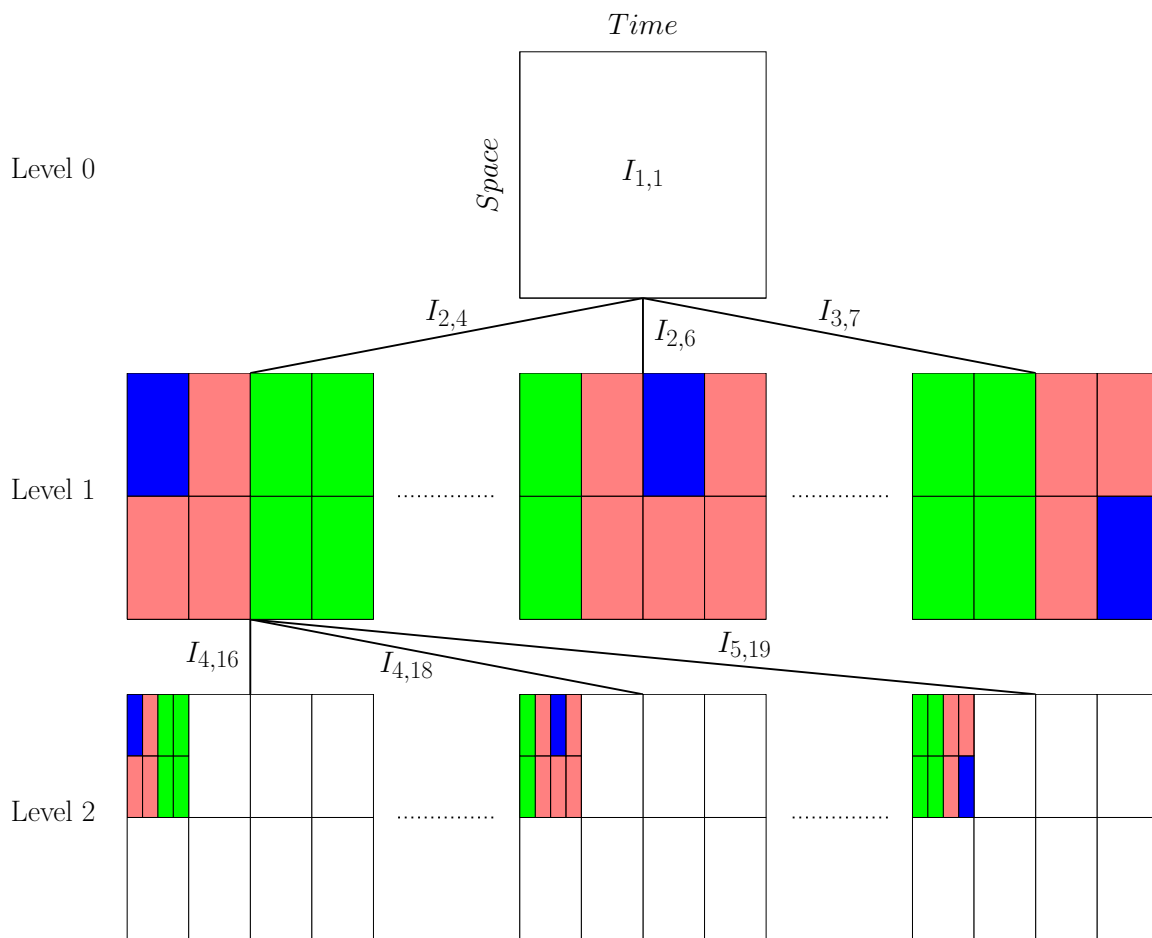 Time
Space
Level 0
I1,1
I2,4
I2,6
I3,7
Level 1
I4,16
I4,18
I5,19
Level 2